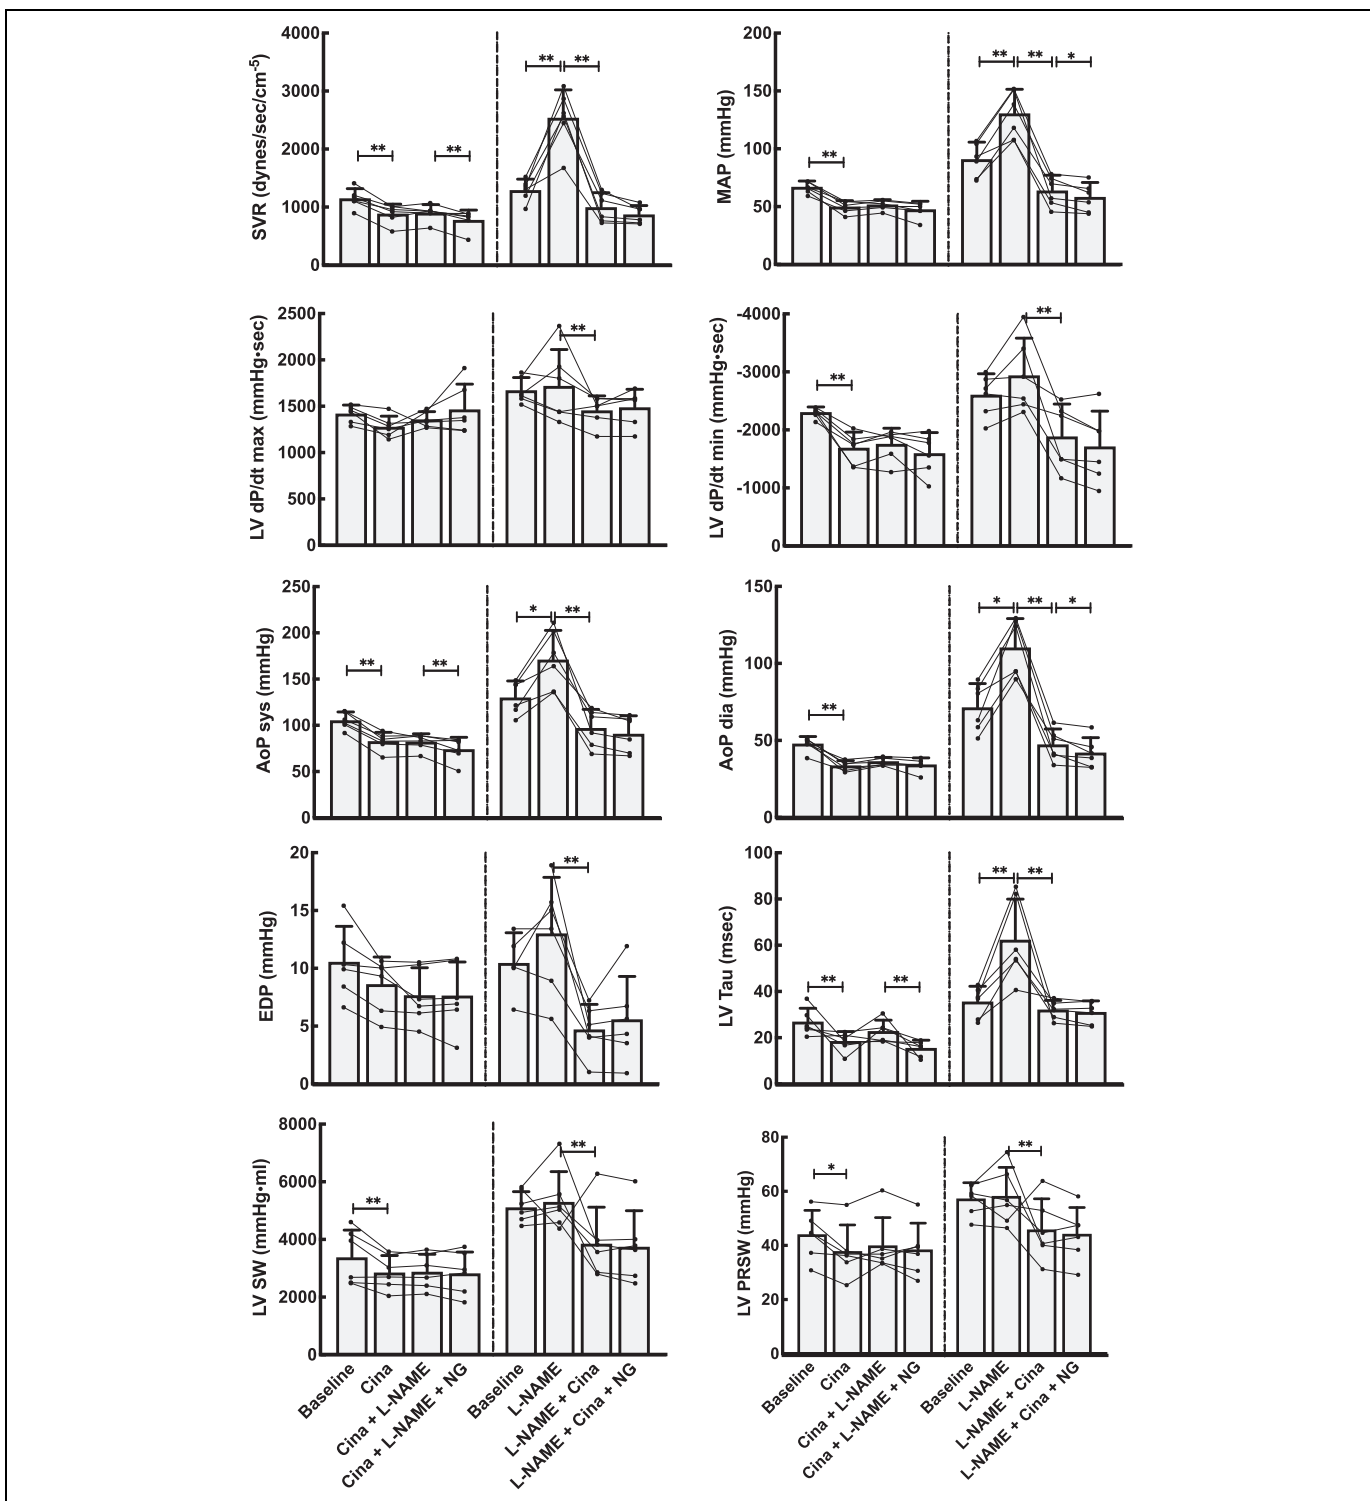 SVR (dynes/sec/cm-5)
4000
3000
2000
1000
0
** ** ** **
MAP (mmHg)
200
150
100
50
0
** ** ** *
LV dP/dt max (mmHg•sec)
2500
2000
1500
1000
500
0
**
LV dP/dt min (mmHg•sec)
-4000
-3000
-2000
-1000
0
** **
AoP sys (mmHg)
250
200
150
100
50
0
** ** * **
AoP dia (mmHg)
150
100
50
0
** * ** *
EDP (mmHg)
20
15
10
5
0
**
LV Tau (msec)
100
80
60
40
20
0
** ** ** **
LV SW (mmHg•ml)
8000
6000
4000
2000
0
** **
Baseline
Cina
Cina + L-NAME
Cina + L-NAME + NG
Baseline
L-NAME
L-NAME + Cina
L-NAME + Cina + NG
LV PRSW (mmHg)
80
60
40
20
0
* **
Baseline
Cina
Cina + L-NAME
Cina + L-NAME + NG
Baseline
L-NAME
L-NAME + Cina
L-NAME + Cina + NG